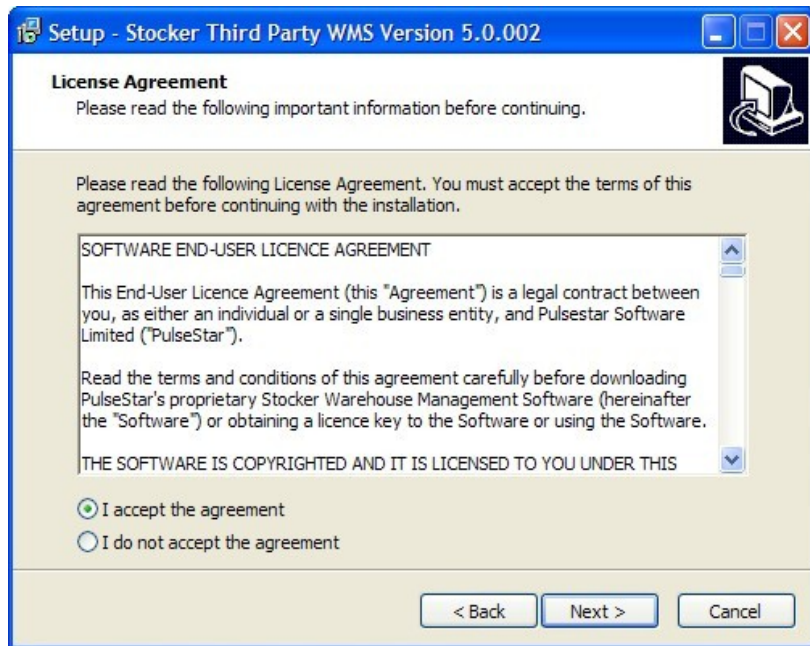 Setup - Stocker Third Party WMS Version 5.0.002
License Agreement
Please read the following important information before continuing.
Please read the following License Agreement. You must accept the terms of this
agreement before continuing with the installation.
SOFTWARE END-USER LICENCE AGREEMENT
This End-User Licence Agreement (this "Agreement") is a legal contract between
you, as either an individual or a single business entity, and Pulsestar Software
Limited ("PulseStar").
Read the terms and conditions of this agreement carefully before downloading
PulseStar's proprietary Stocker Warehouse Management Software (hereinafter
the "Software") or obtaining a licence key to the Software or using the Software.
THE SOFTWARE IS COPYRIGHTED AND IT IS LICENSED TO YOU UNDER THIS
I accept the agreement
I do not accept the agreement
< Back Next > Cancel